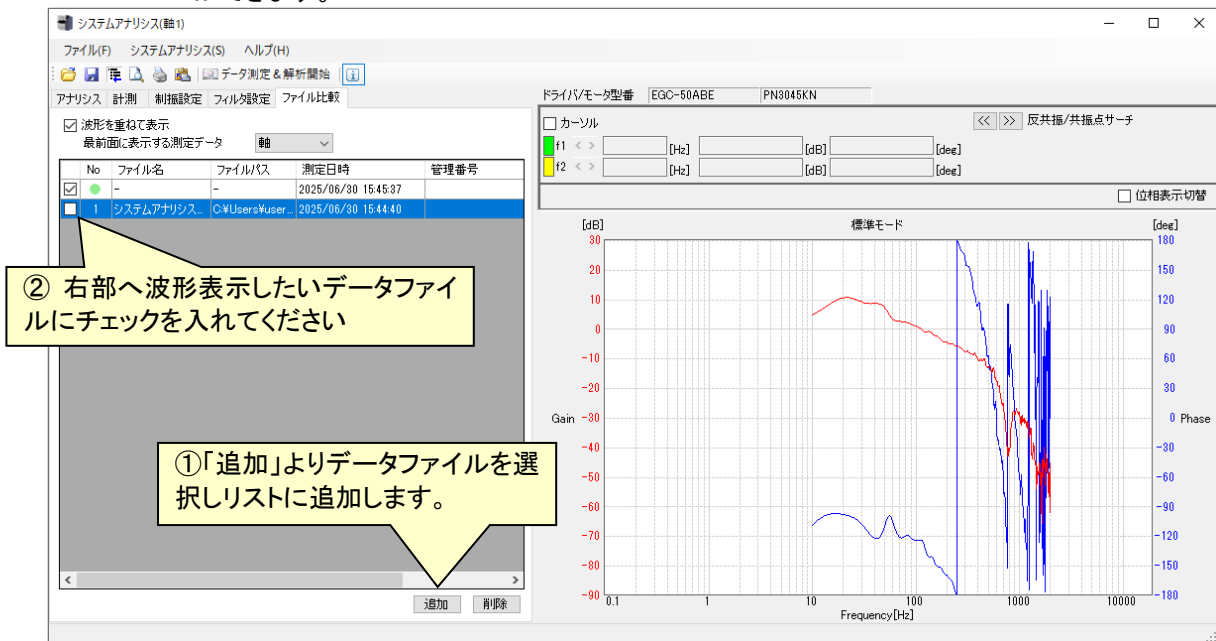 システムアナリシス(軸1)
ファイル(F) システムアナリシス(S) ヘルプ(H)
データ測定&解析開始
アナリシス 計測 制振設定 フィルタ設定 ファイル比較
波形を重ねて表示
最前面に表示する測定データ 軸
No ファイル名 ファイルパス 測定日時 管理番号
- - 2025/06/30 15:45:37
1 システムアナリシス... C:¥Users¥user... 2025/06/30 15:44:40
② 右部へ波形表示したいデータファイ
ルにチェックを入れてください
①「追加」よりデータファイルを選
択しリストに追加します。
追加 削除
ドライバ/モータ型番 EGC-50ABE PN3045KN
カーソル << >> 反共振/共振点サーチ
f1 < > [Hz] [dB] [deg]
f2 < > [Hz] [dB] [deg]
位相表示切替
[dB] 標準モード [deg]
30 180
20 150
10 120
0 90
-10 60
-20 30
Gain -30 0 Phase
-40 -30
-50 -60
-60 -90
-70 -120
-80 -150
-90 -180
0.1 1 10 100 1000 10000
Frequency[Hz]